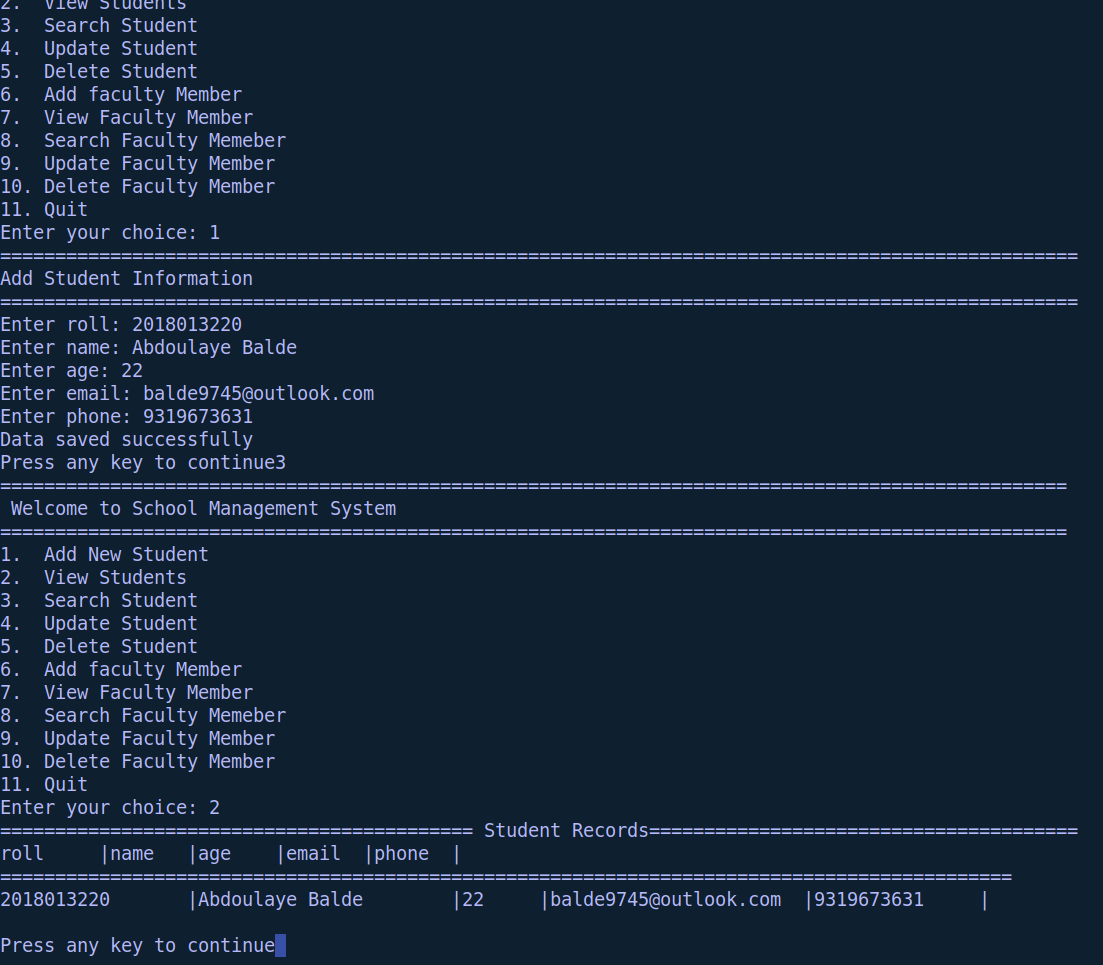 2.  View Students
3.  Search Student
4.  Update Student
5.  Delete Student
6.  Add faculty Member
7.  View Faculty Member
8.  Search Faculty Memeber
9.  Update Faculty Member
10. Delete Faculty Member
11. Quit
Enter your choice: 1
==================================================================================================
Add Student Information
==================================================================================================
Enter roll: 2018013220
Enter name: Abdoulaye Balde
Enter age: 22
Enter email: balde9745@outlook.com
Enter phone: 9319673631
Data saved successfully
Press any key to continue3
=================================================================================================
 Welcome to School Management System
=================================================================================================
1.  Add New Student
2.  View Students
3.  Search Student
4.  Update Student
5.  Delete Student
6.  Add faculty Member
7.  View Faculty Member
8.  Search Faculty Memeber
9.  Update Faculty Member
10. Delete Faculty Member
11. Quit
Enter your choice: 2
=========================================== Student Records=======================================
roll     |name   |age    |email  |phone  |
============================================================================================
2018013220       |Abdoulaye Balde        |22     |balde9745@outlook.com  |9319673631     |
Press any key to continue